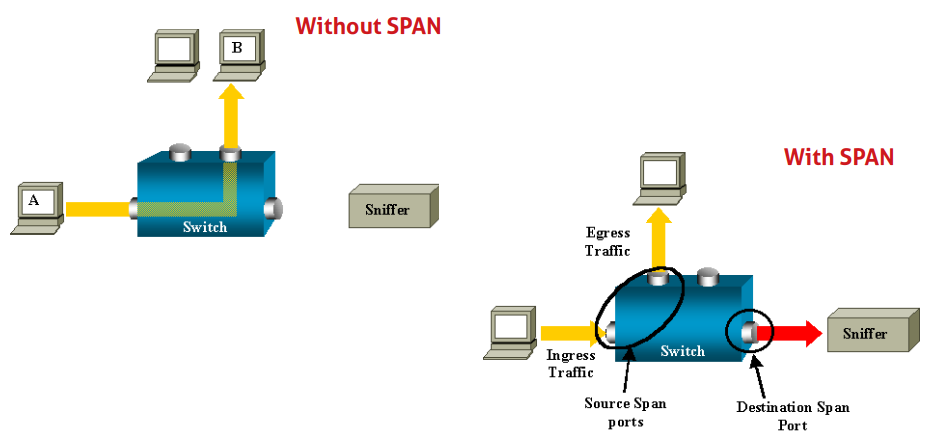 Without SPAN
B
A
Switch
Sniffer
With SPAN
Egress
Traffic
Ingress
Traffic
Switch
Sniffer
Source Span
ports
Destination Span
Port